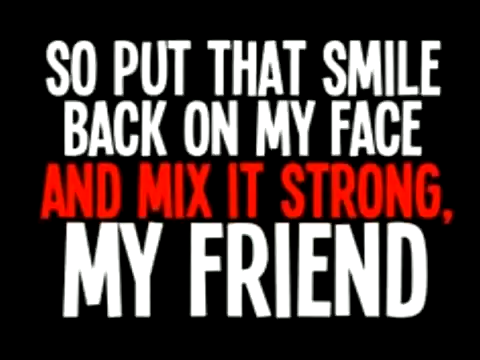 SO PUT THAT SMILE
BACK ON MY FACE
AND MIX IT STRONG,
MY FRIEND